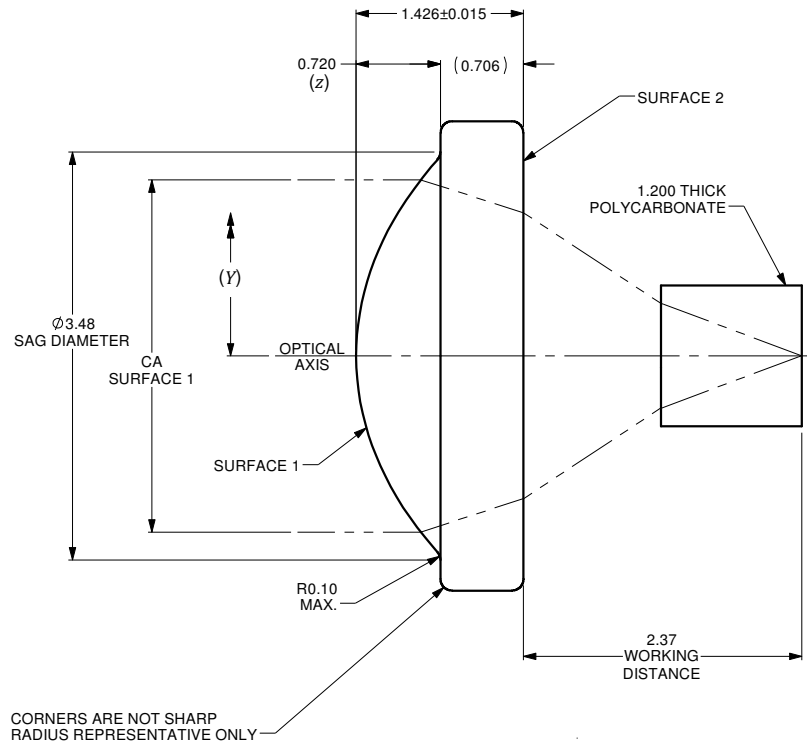 1.426±0.015
0.720
(z)
(0.706)
SURFACE 2
1.200 THICK
POLYCARBONATE
(Y)
Ø3.48
SAG DIAMETER
CA
SURFACE 1
OPTICAL
AXIS
SURFACE 1
R0.10
MAX.
2.37
WORKING
DISTANCE
CORNERS ARE NOT SHARP
RADIUS REPRESENTATIVE ONLY